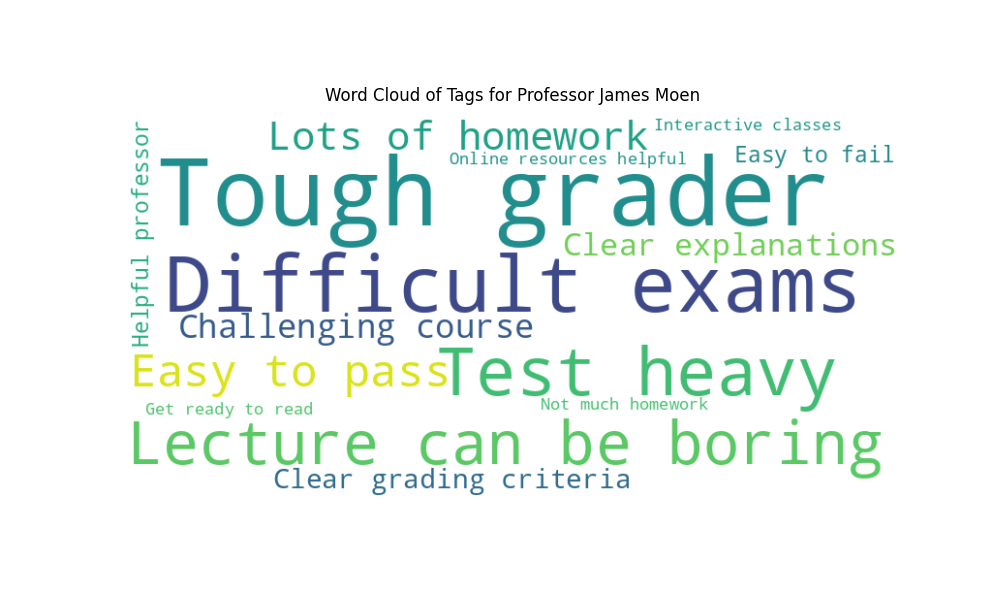 Word Cloud of Tags for Professor James Moen
Lots of homework
Interactive classes
Online resources helpful
Easy to fail
Helpful professor
Tough grader
Clear explanations
Difficult exams
Challenging course
Easy to pass
Test heavy
Get ready to read
Not much homework
Lecture can be boring
Clear grading criteria